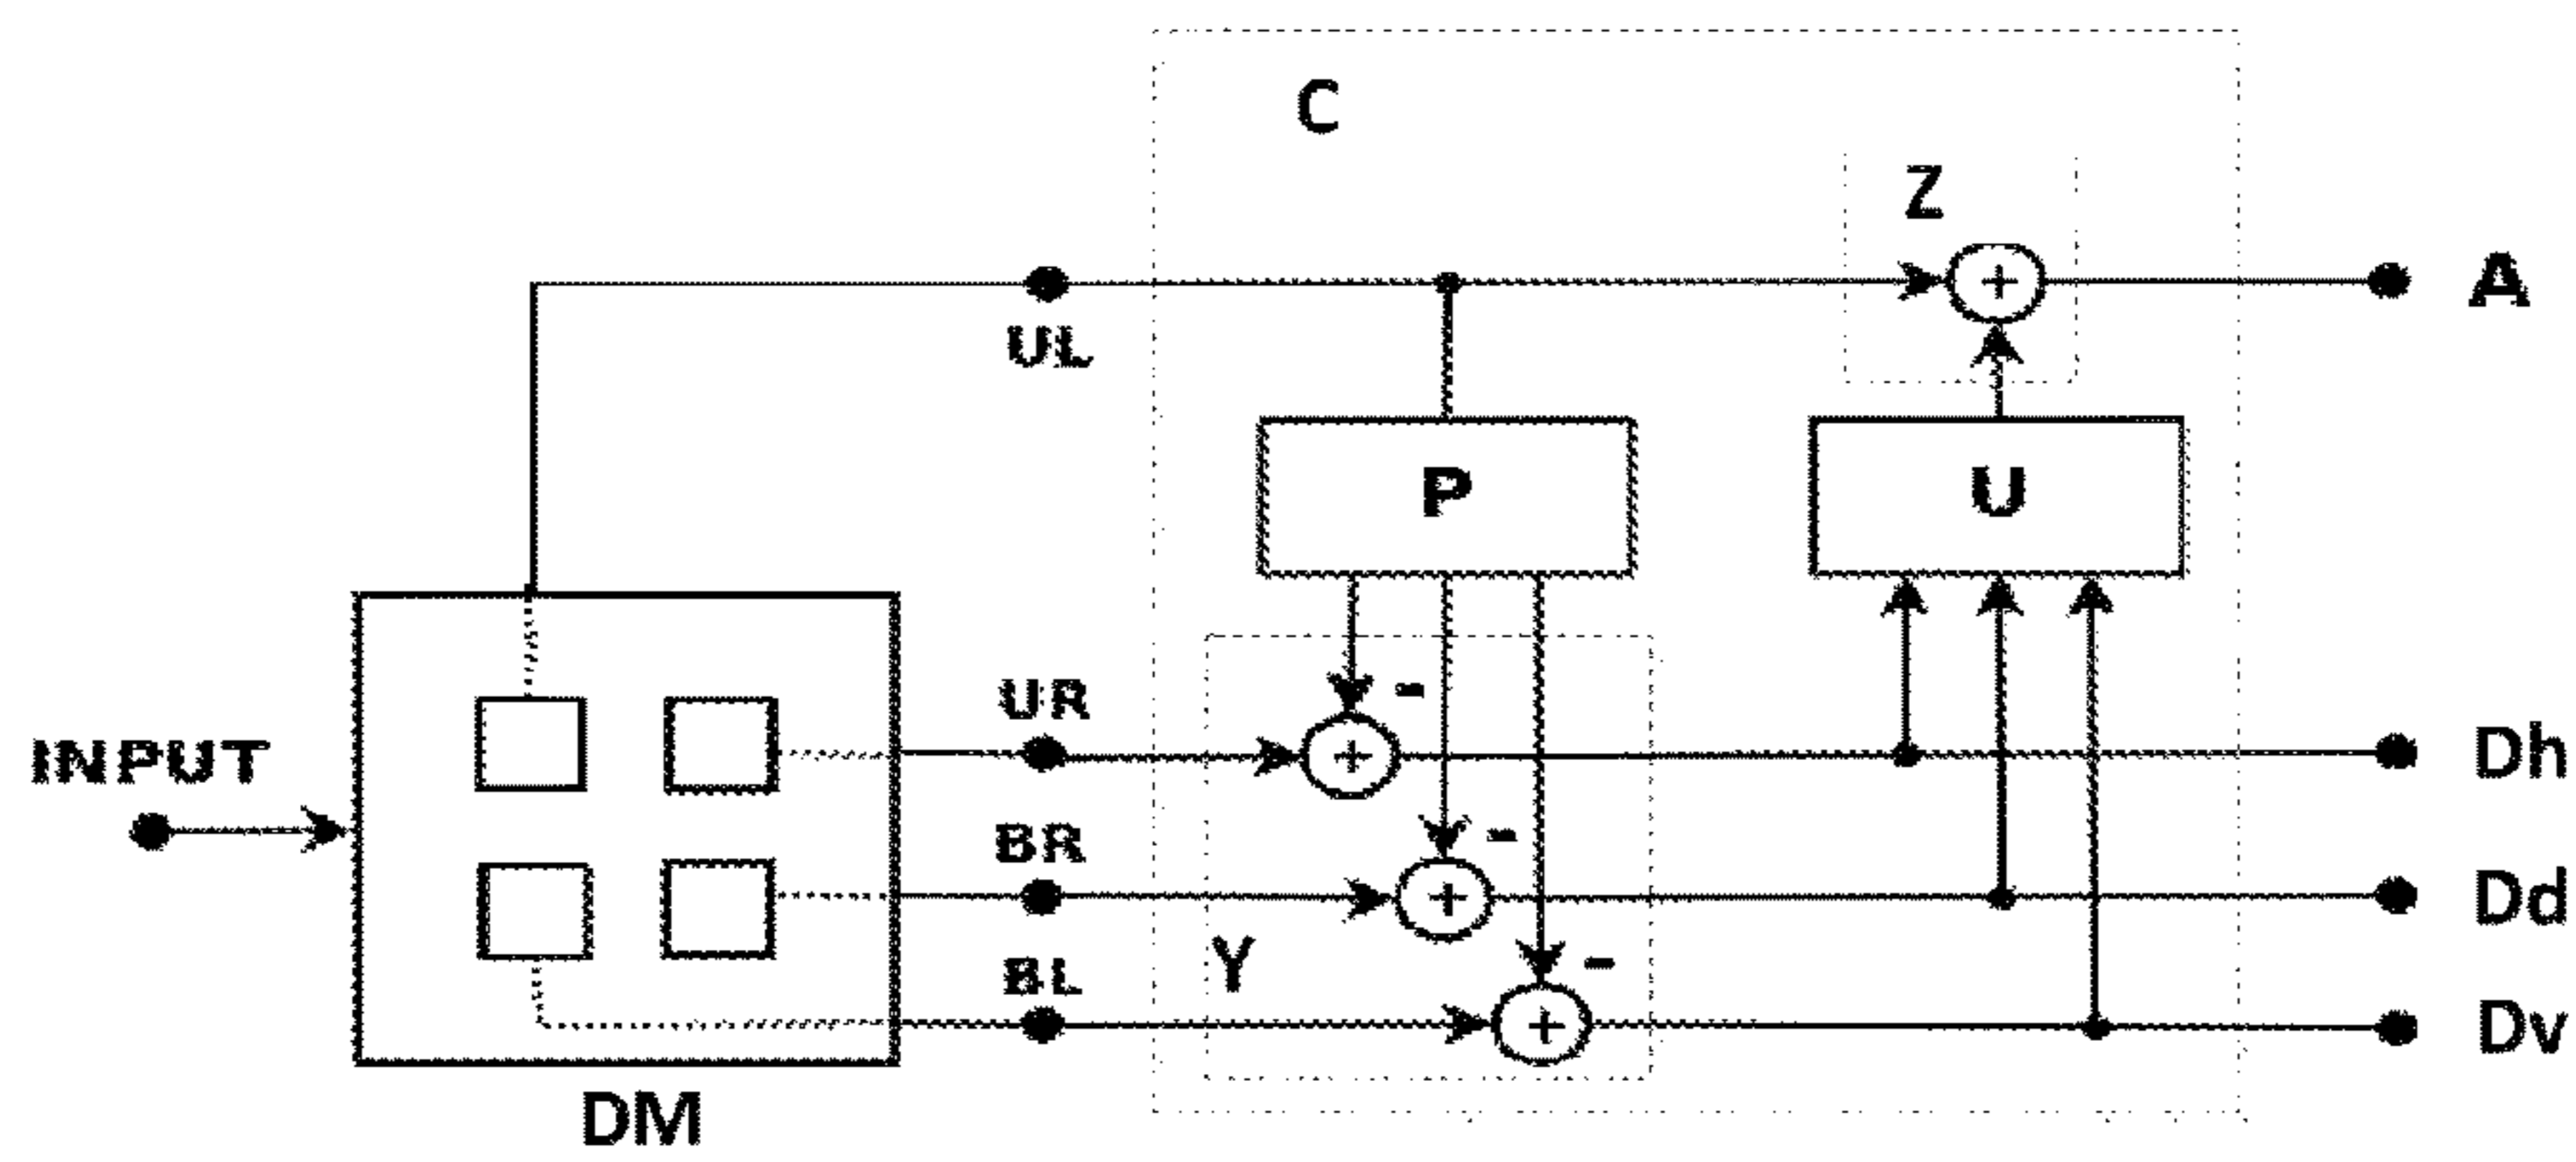 C
Z
+
A
UL
P
U
UR
-
INPUT
+
Dh
BR
-
+
Dd
Y
BL
-
+
Dv
DM